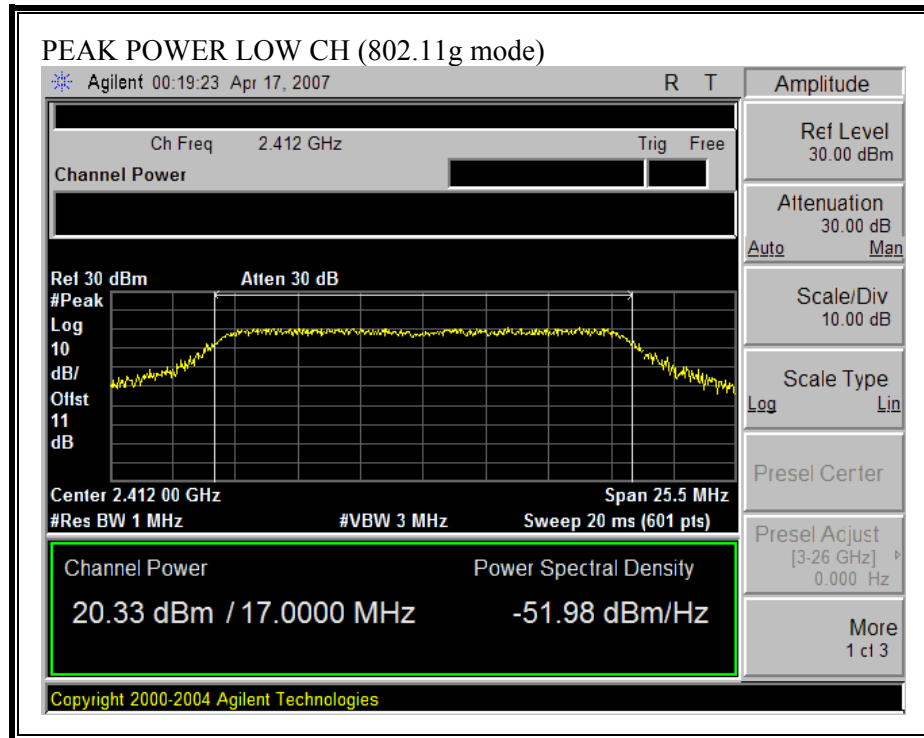 PEAK POWER LOW CH (802.11g mode)
Agilent 00:19:23 Apr 17, 2007 R T
Ch Freq 2.412 GHz Trig Free
Channel Power
Ref 30 dBm Atten 30 dB
#Peak
Log
10
dB/
Offst
11
dB
Center 2.412 00 GHz Span 25.5 MHz
#Res BW 1 MHz #VBW 3 MHz Sweep 20 ms (601 pts)
Channel Power Power Spectral Density
20.33 dBm / 17.0000 MHz -51.98 dBm/Hz
Copyright 2000-2004 Agilent Technologies
Amplitude
Ref Level
30.00 dBm
Attenuation
30.00 dB
Auto Man
Scale/Div
10.00 dB
Scale Type
Log Lin
Presel Center
Presel Adjust
[3-26 GHz]
0.000 Hz
More
1 of 3